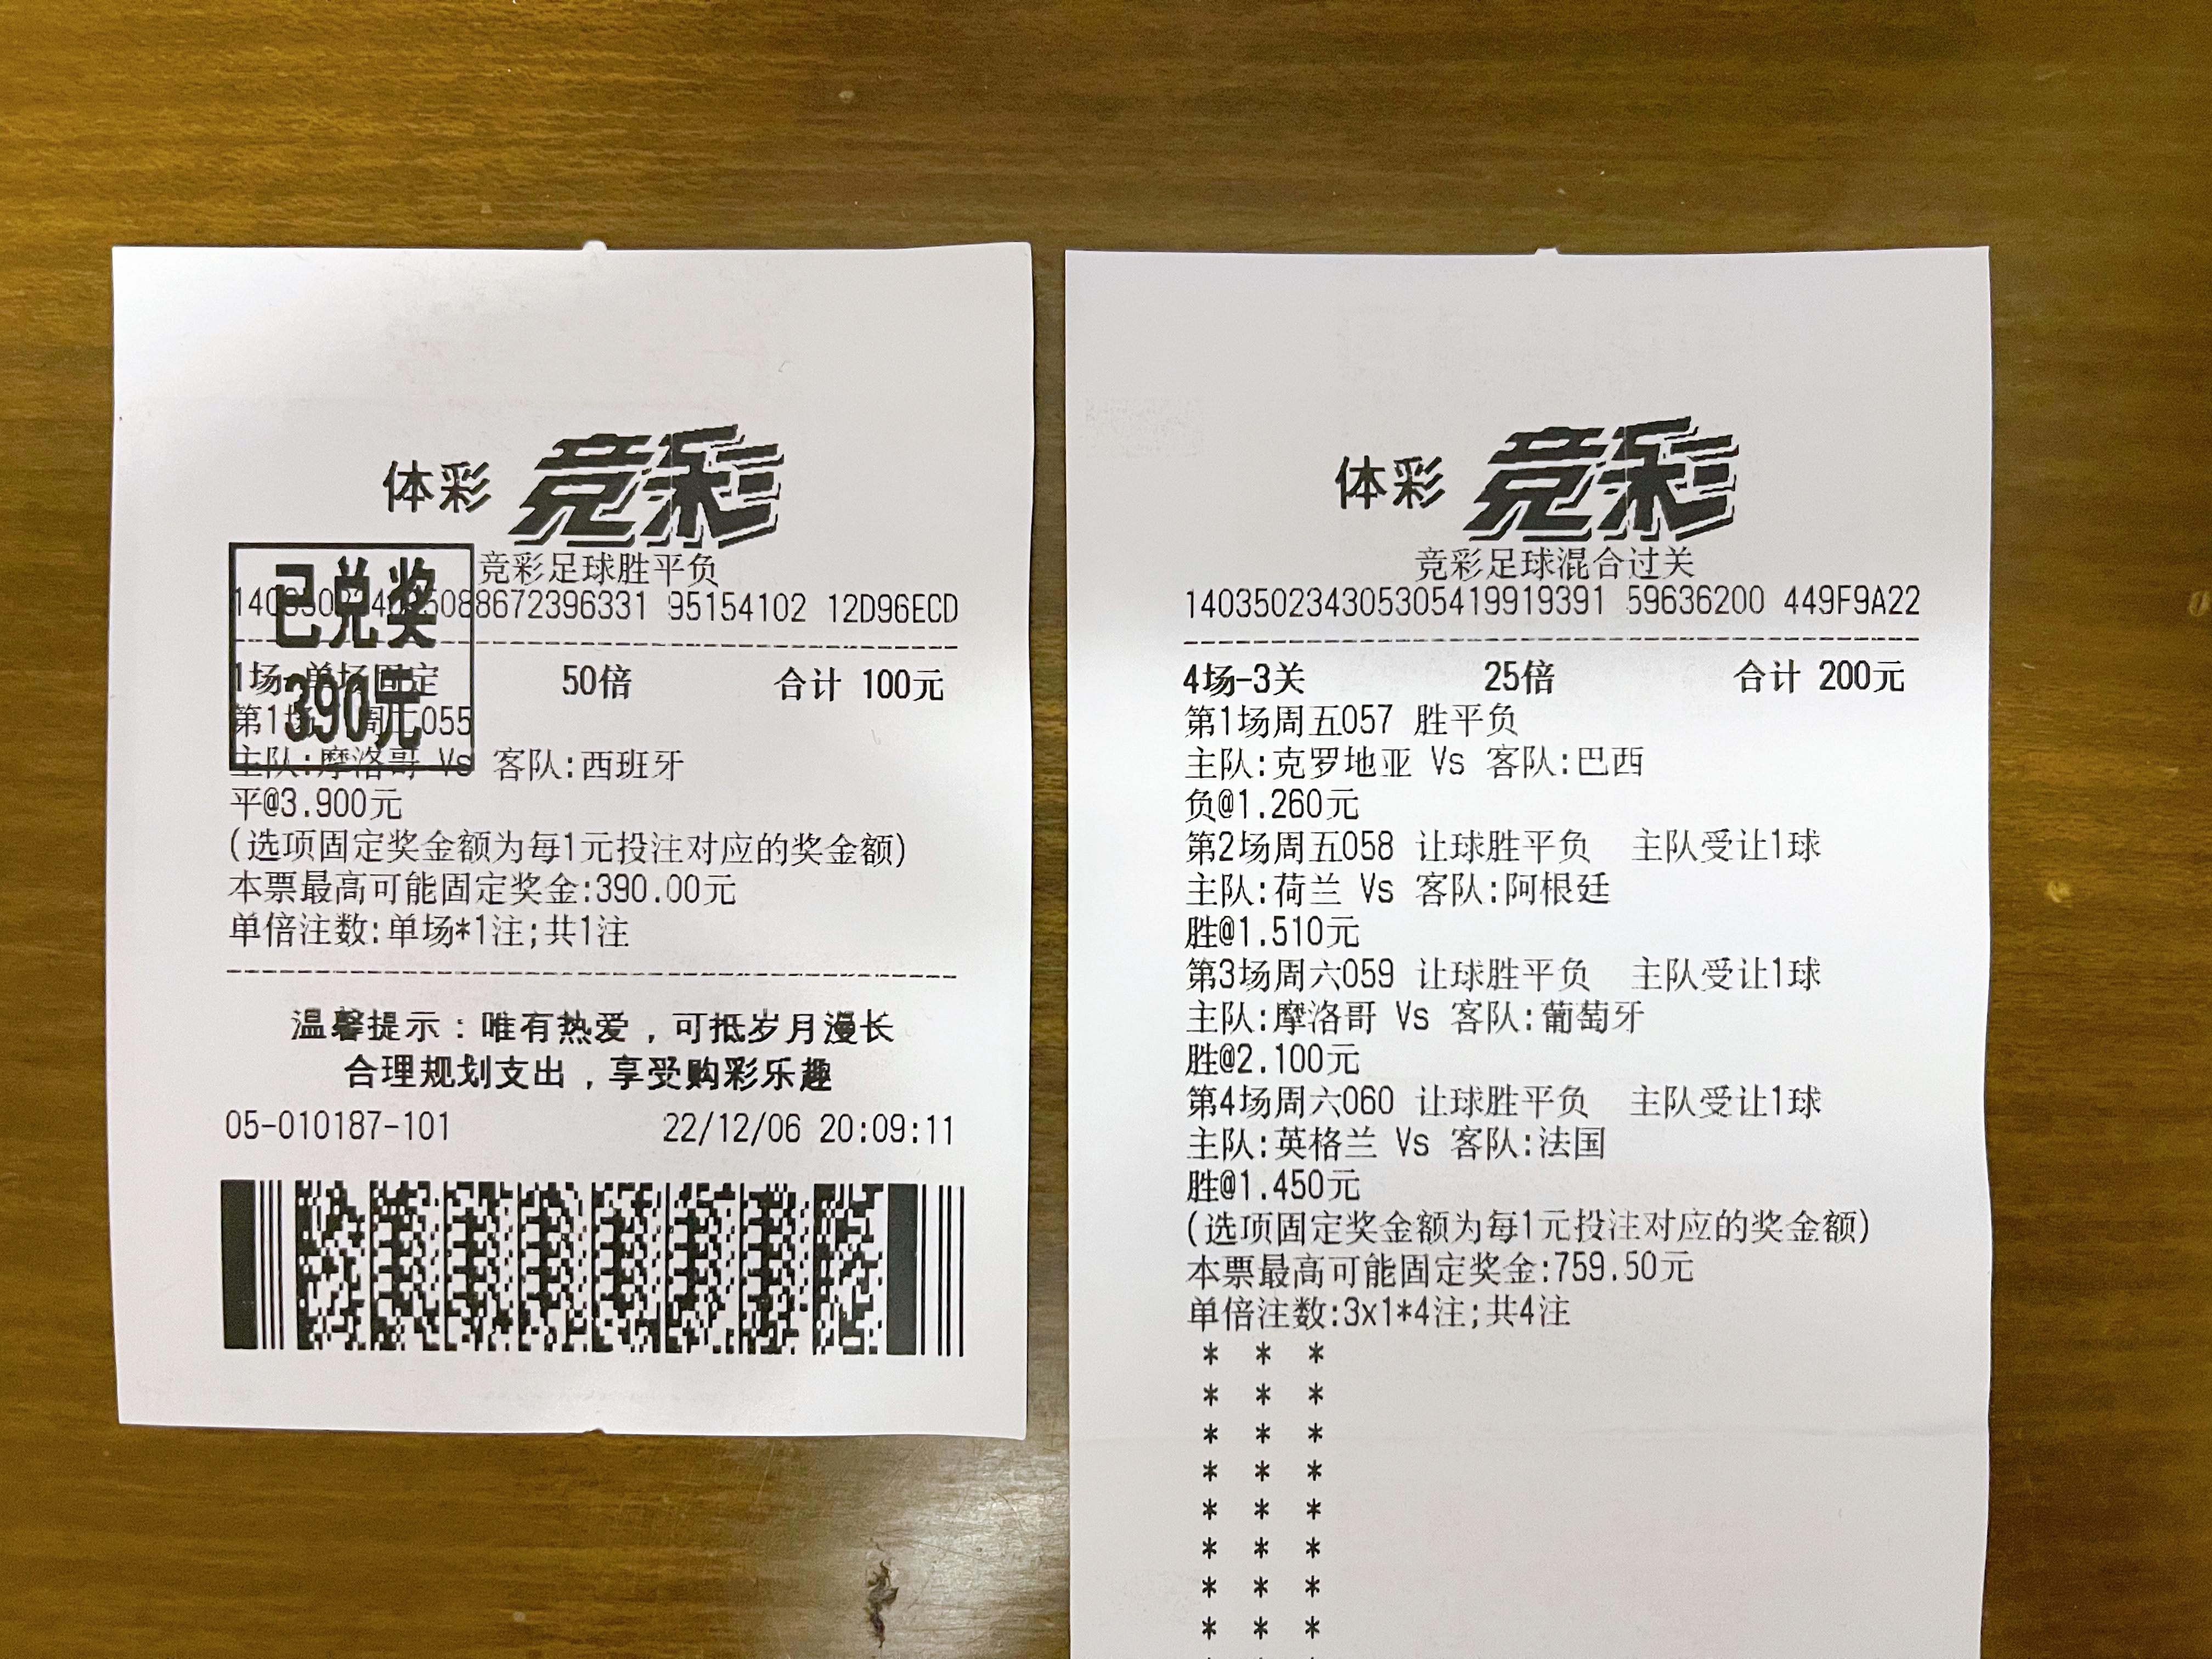 体彩 竞彩
竞彩足球胜平负
已兑奖
390元
95154102 12D96ECD
1场-单场固定 50倍 合计 100元
第1场 周二055
主队:摩洛哥 Vs 客队:西班牙
平@3.900元
(选项固定奖金额为每1元投注对应的奖金额)
本票最高可能固定奖金:390.00元
单倍注数:单场*1注;共1注
温馨提示:唯有热爱,可抵岁月漫长
合理规划支出,享受购彩乐趣
05-010187-101 22/12/06 20:09:11
体彩 竞彩
竞彩足球混合过关
140350234305305419919391 59636200 449F9A22
4场-3关 25倍 合计 200元
第1场周五057 胜平负
主队:克罗地亚 Vs 客队:巴西
负@1.260元
第2场周五058 让球胜平负 主队受让1球
主队:荷兰 Vs 客队:阿根廷
胜@1.510元
第3场周六059 让球胜平负 主队受让1球
主队:摩洛哥 Vs 客队:葡萄牙
胜@2.100元
第4场周六060 让球胜平负 主队受让1球
主队:英格兰 Vs 客队:法国
胜@1.450元
(选项固定奖金额为每1元投注对应的奖金额)
本票最高可能固定奖金:759.50元
单倍注数:3x1*4注;共4注
* * *
* * *
* * *
* * *
* * *
* * *
* * *
* * *